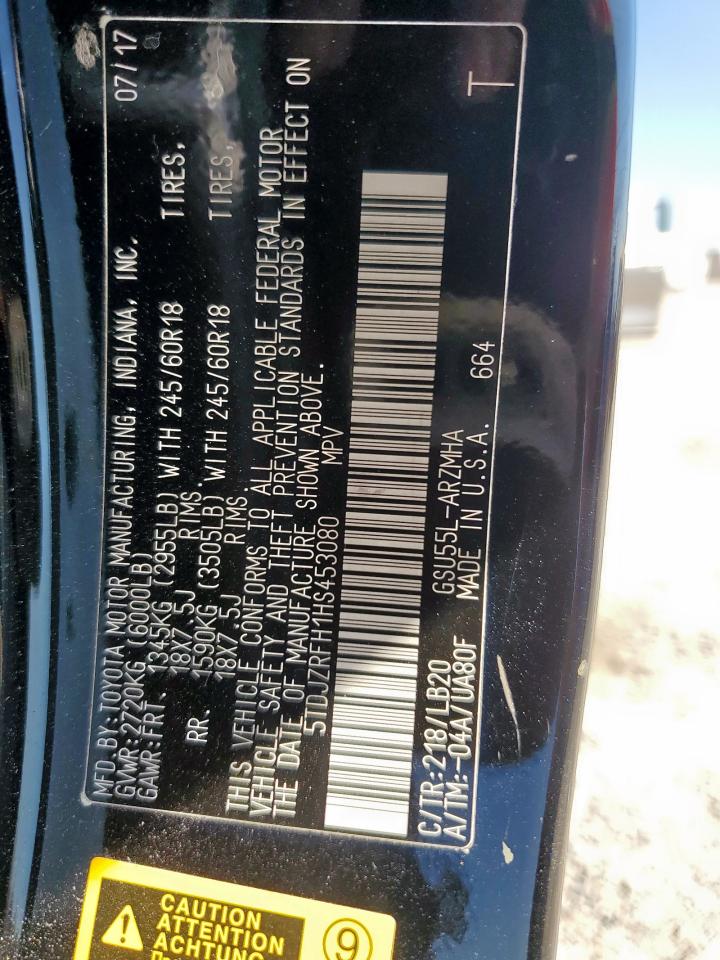 MFD.BY:TOYOTA MOTOR MANUFACTURING, INDIANA, INC. 07/17
GVWR:2720KG (6000LB)
GAWR:FRT. 1345KG (2955LB) WITH 245/60R18 TIRES,
18X7.5J RIMS
RR. 1590KG (3505LB) WITH 245/60R18 TIRES,
18X7.5J RIMS.
THIS VEHICLE CONFORMS TO ALL APPLICABLE FEDERAL MOTOR
VEHICLE SAFETY AND THEFT PREVENTION STANDARDS IN EFFECT ON
THE DATE OF MANUFACTURE SHOWN ABOVE.
5TDJZRFH1HS453080 MPV
C/TR:218/LB20 GSU55L-ARZMHA T
A/TM:-04A/UA80F MADE IN U.S.A. 664
CAUTION
ATTENTION
ACHTUNG
9